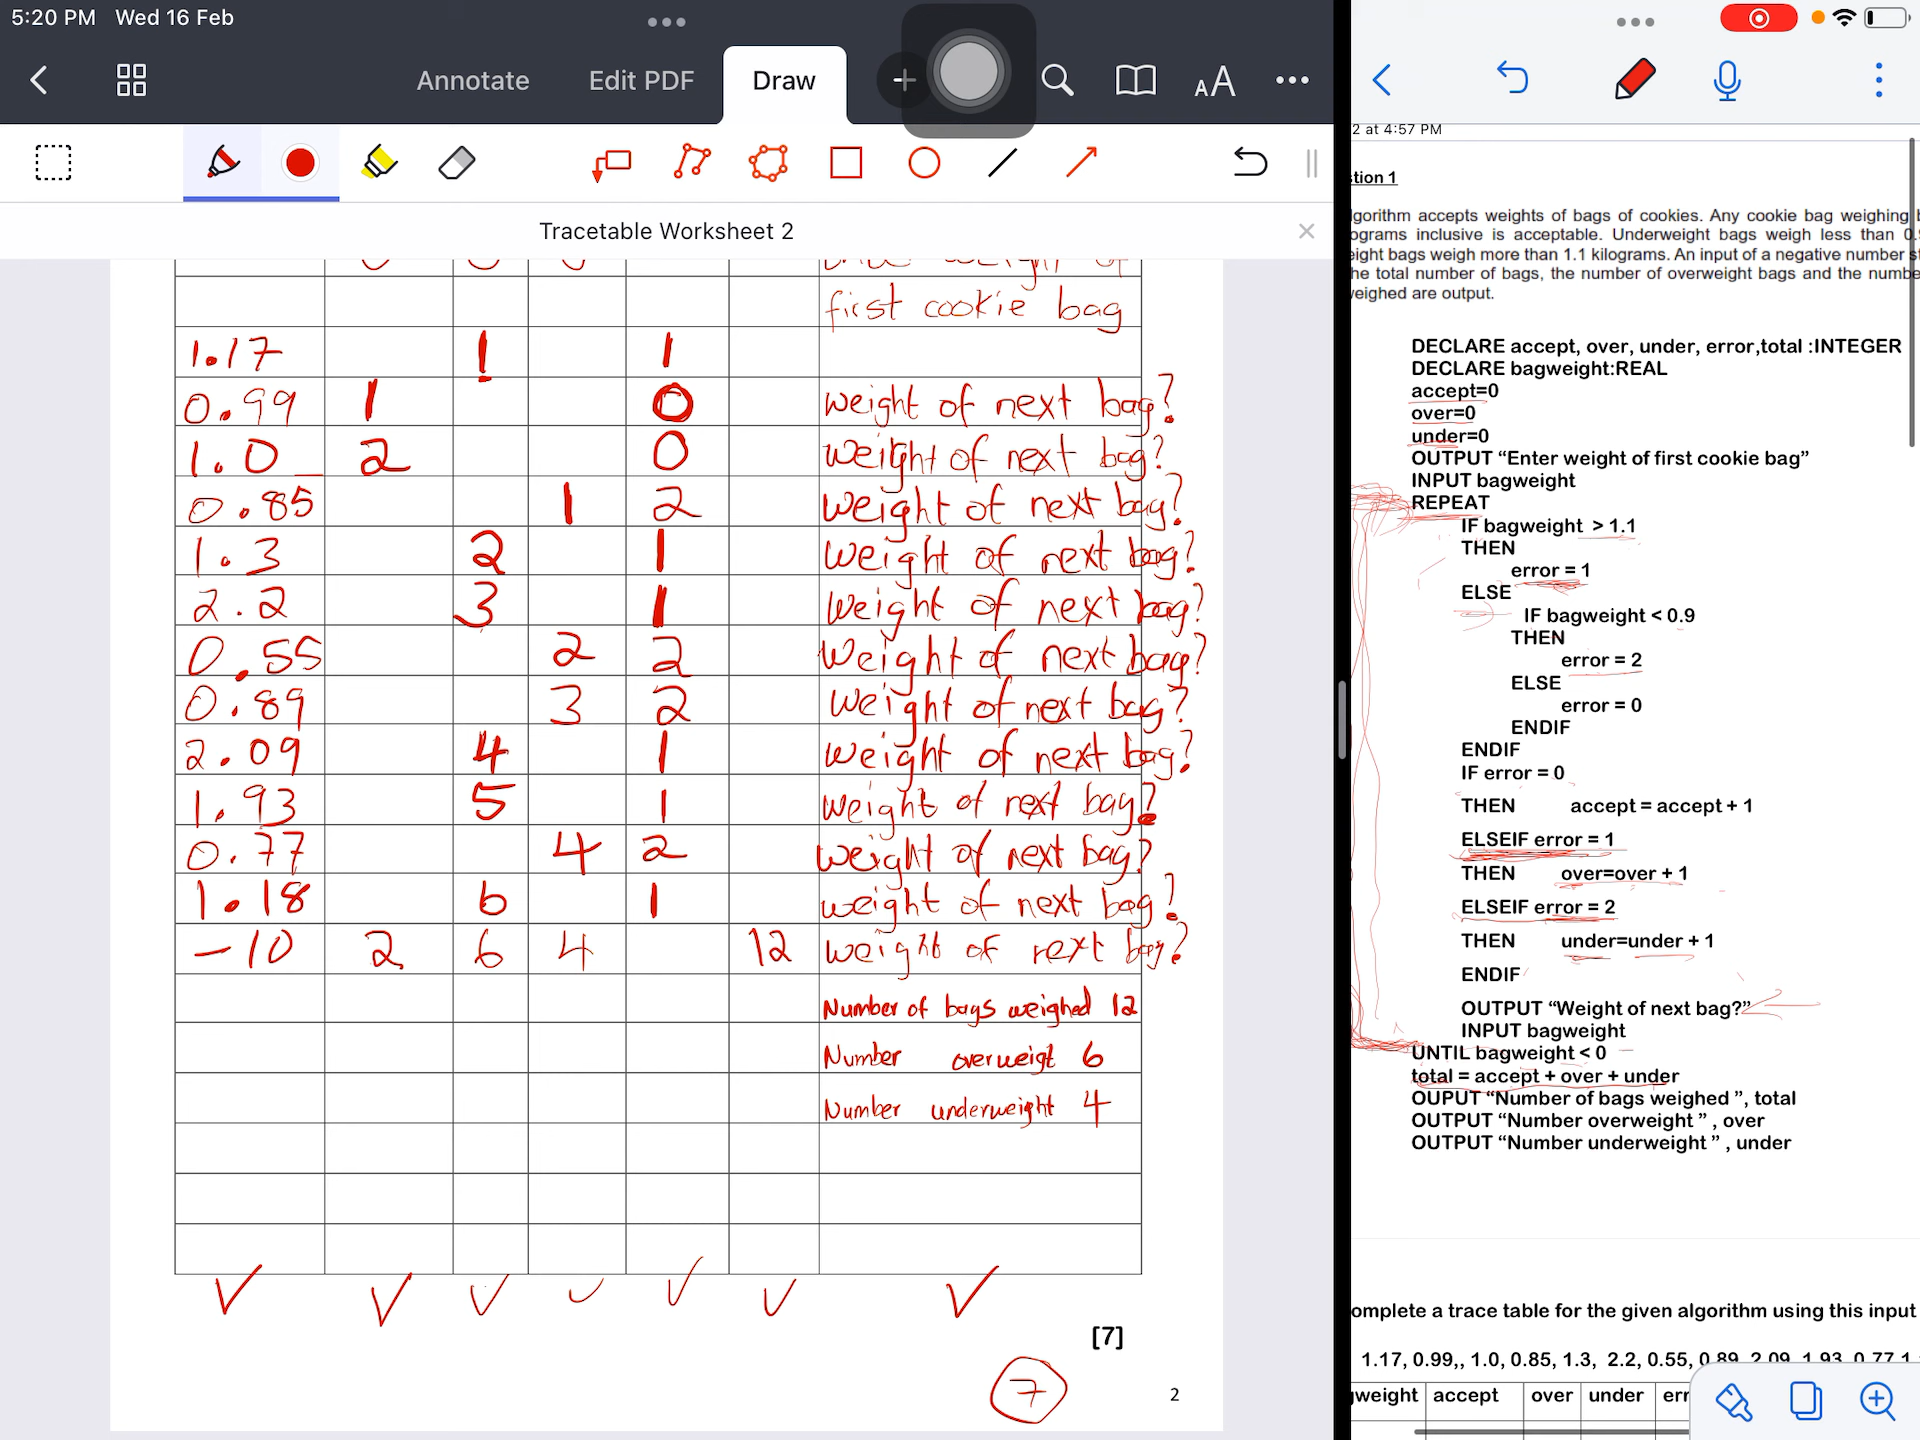 5:20 PM Wed 16 Feb
Annotate Edit PDF Draw
AA
Tracetable Worksheet 2
first cookie bag
1.17 1 1
0.99 1 0 weight of next bag?
1.0 2 0 weight of next bag?
0.85 1 2 weight of next bag?
1.3 2 1 weight of next bag?
2.2 3 1 weight of next bag?
0.55 2 2 weight of next bag?
0.89 3 2 weight of next bag?
2.09 4 1 weight of next bag?
1.93 5 1 weight of next bag?
0.77 4 2 weight of next bag?
1.18 6 1 weight of next bag?
-10 2 6 4 12 weight of next bag?
Number of bags weighed 12
Number overweigt 6
Number underweight 4
[7]
7
2
2 at 4:57 PM
tion 1
gorithm accepts weights of bags of cookies. Any cookie bag weighing
ograms inclusive is acceptable. Underweight bags weigh less than 0.
eight bags weigh more than 1.1 kilograms. An input of a negative number
he total number of bags, the number of overweight bags and the numbe
weighed are output.
DECLARE accept, over, under, error,total :INTEGER
DECLARE bagweight:REAL
accept=0
over=0
under=0
OUTPUT “Enter weight of first cookie bag”
INPUT bagweight
REPEAT
IF bagweight > 1.1
THEN
error = 1
ELSE
IF bagweight < 0.9
THEN
error = 2
ELSE
error = 0
ENDIF
ENDIF
IF error = 0
THEN accept = accept + 1
ELSEIF error = 1
THEN over=over + 1
ELSEIF error = 2
THEN under=under + 1
ENDIF
OUTPUT “Weight of next bag?”
INPUT bagweight
UNTIL bagweight < 0
total = accept + over + under
OUPUT “Number of bags weighed ”, total
OUTPUT “Number overweight ” , over
OUTPUT “Number underweight ” , under
omplete a trace table for the given algorithm using this input
1.17, 0.99,, 1.0, 0.85, 1.3, 2.2, 0.55, 0.89, 2.09, 1.93, 0.77
gweight accept over under err